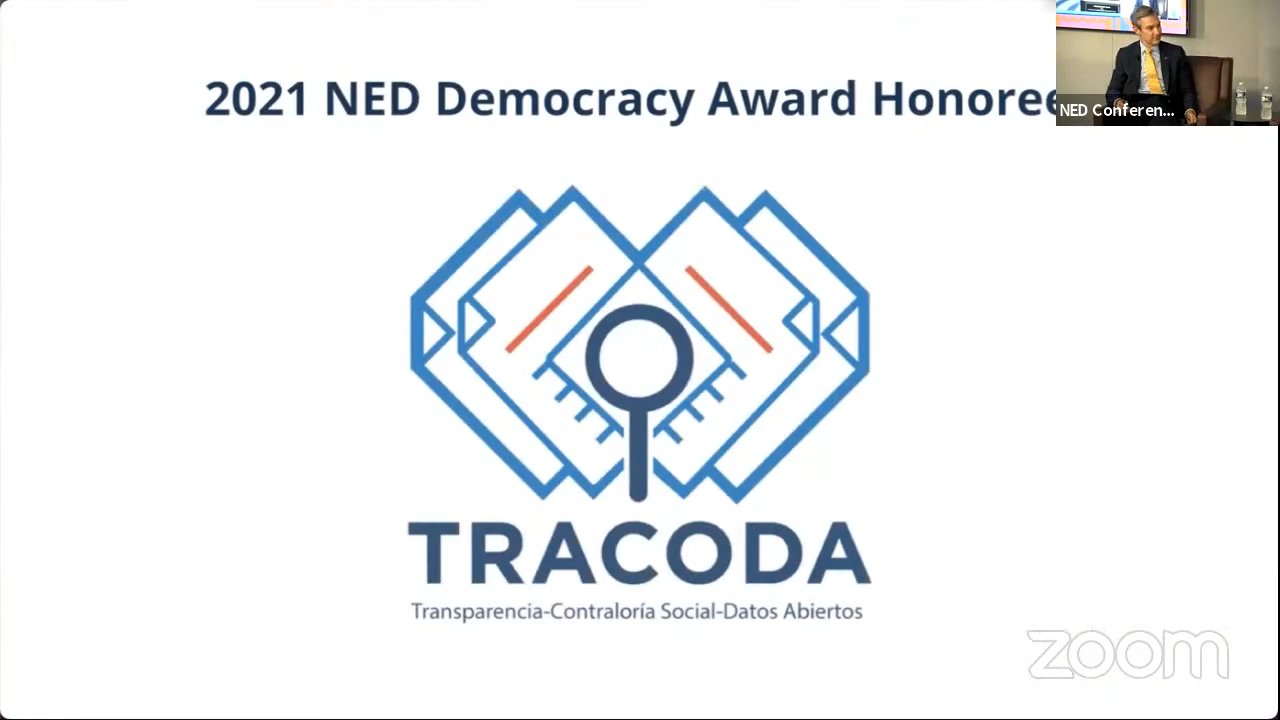 2021 NED Democracy Award Honoree
NED Conferen...
TRACODA
Transparencia-Contraloría Social-Datos Abiertos
zoom